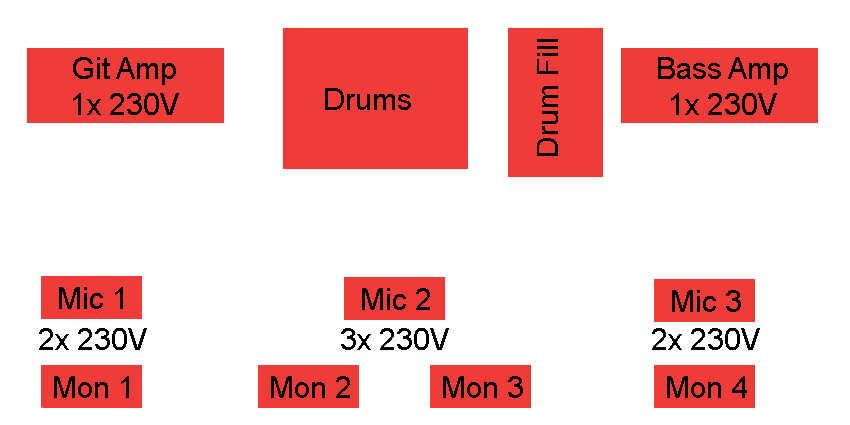 Git Amp
1x 230V
Drums
Drum Fill
Bass Amp
1x 230V
Mic 1
Mic 2
Mic 3
2x 230V
3x 230V
2x 230V
Mon 1
Mon 2
Mon 3
Mon 4